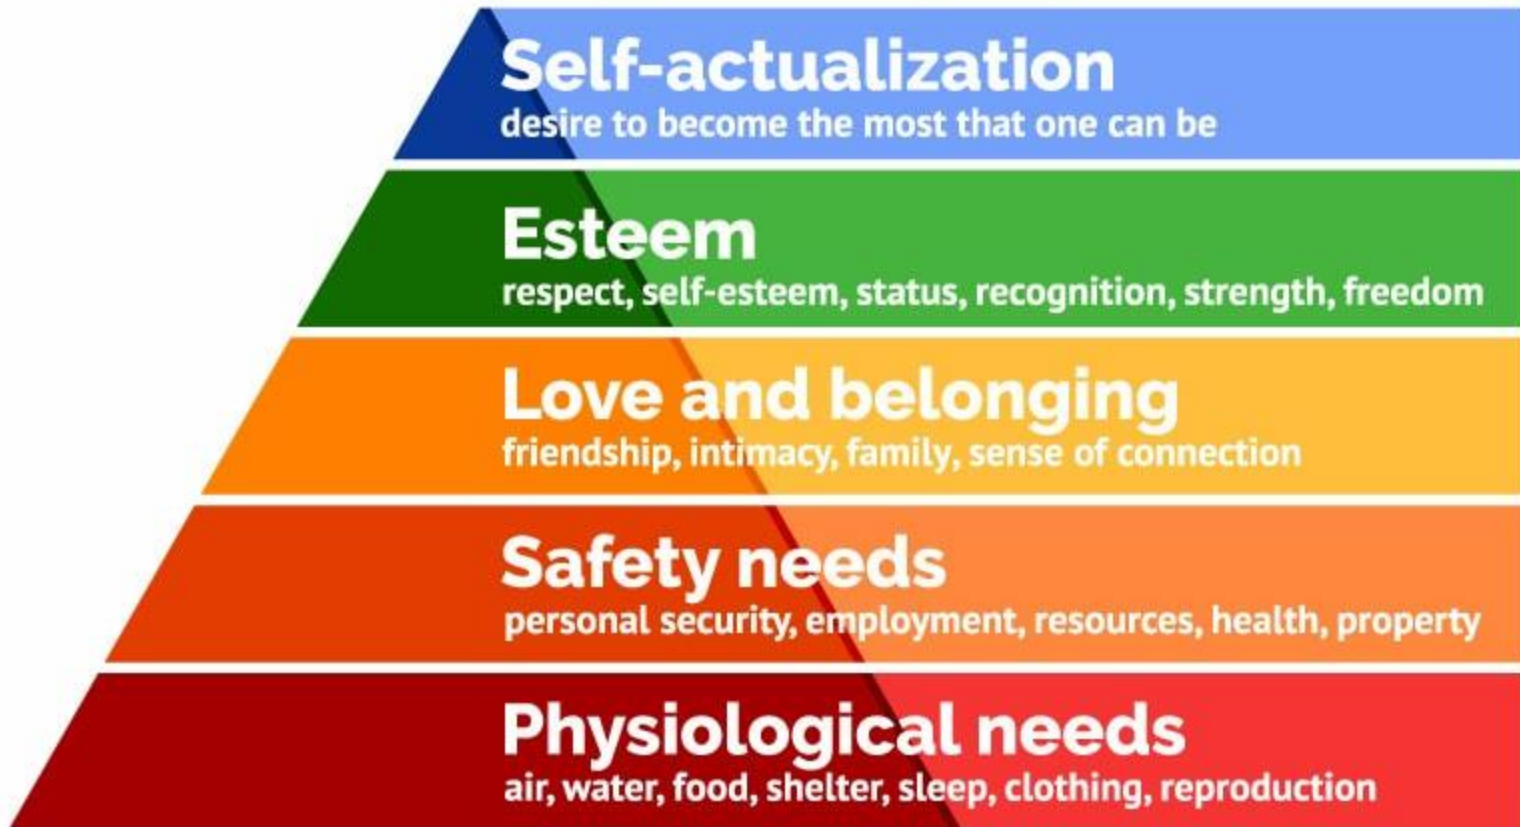 Self-actualization
desire to become the most that one can be
Esteem
respect, self-esteem, status, recognition, strength, freedom
Love and belonging
friendship, intimacy, family, sense of connection
Safety needs
personal security, employment, resources, health, property
Physiological needs
air, water, food, shelter, sleep, clothing, reproduction